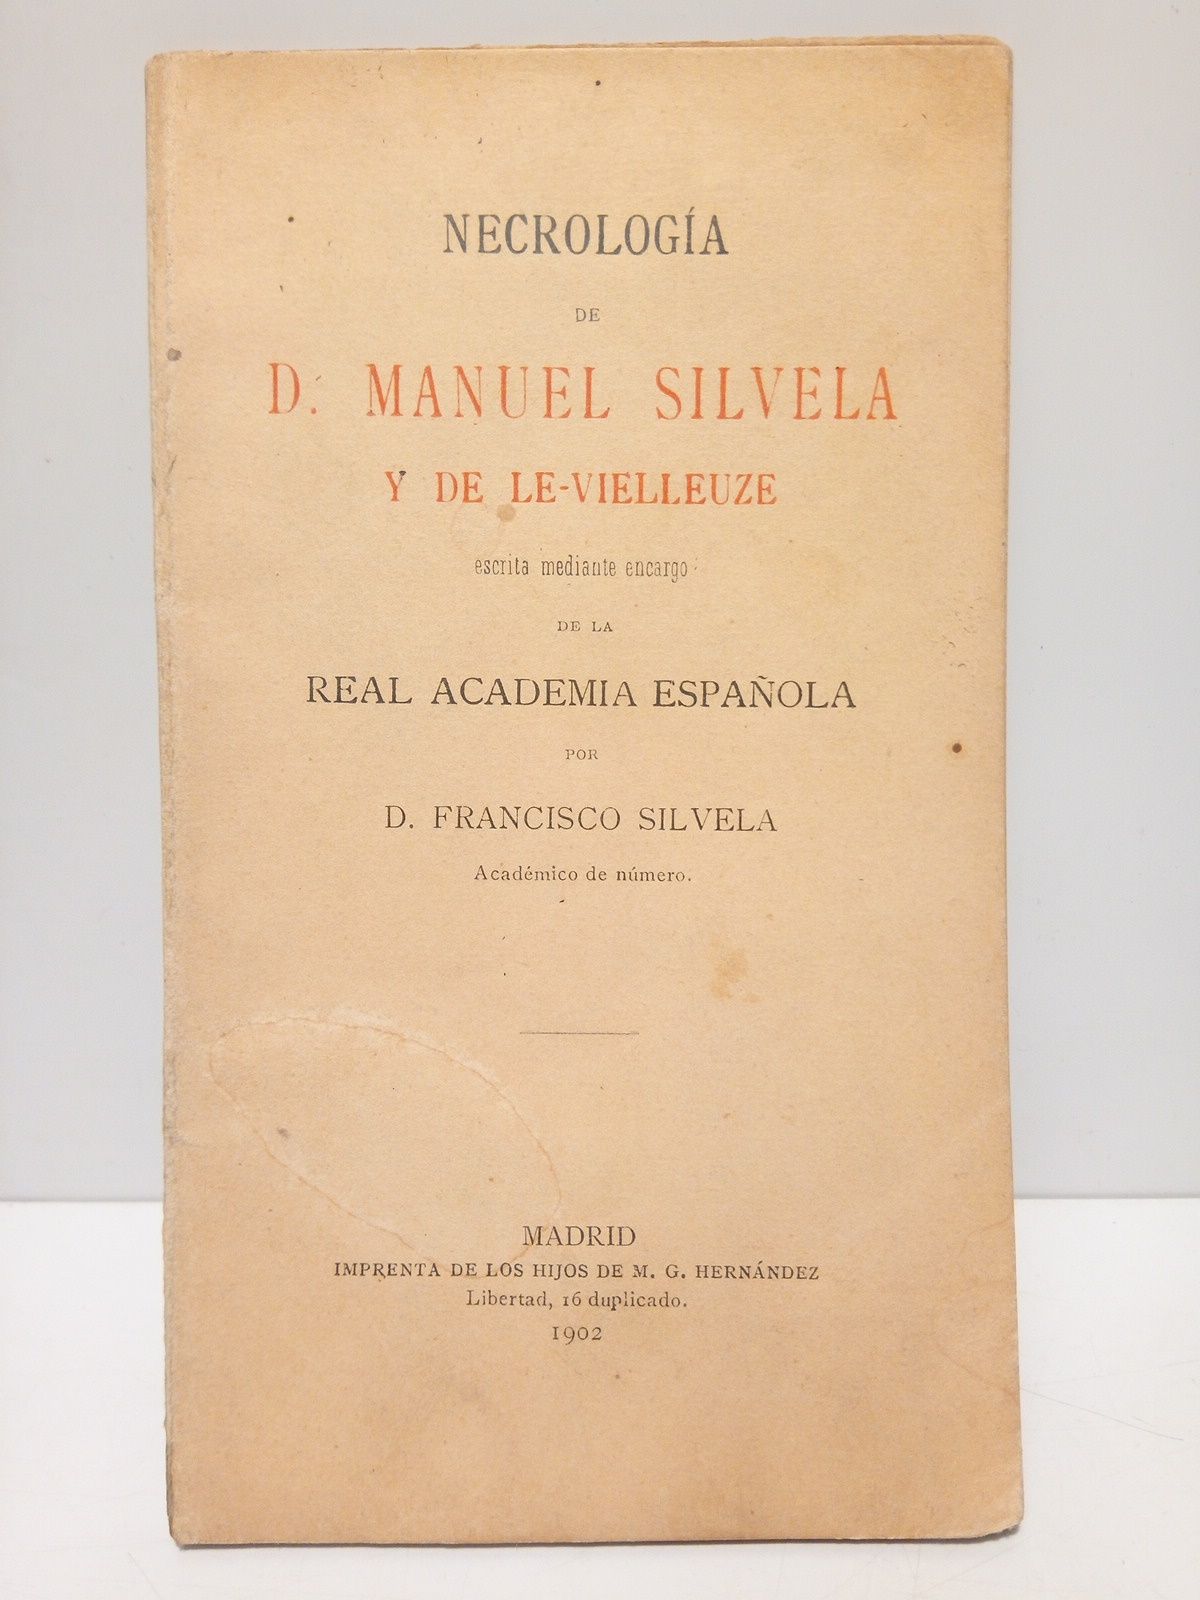 NECROLOGÍA
DE
D. MANUEL SILVELA
Y DE LE-VIELLEUZE
escrita mediante encargo
DE LA
REAL ACADEMIA ESPAÑOLA
POR
D. FRANCISCO SILVELA
Académico de número.
MADRID
IMPRENTA DE LOS HIJOS DE M. G. HERNÁNDEZ
Libertad, 16 duplicado.
1902